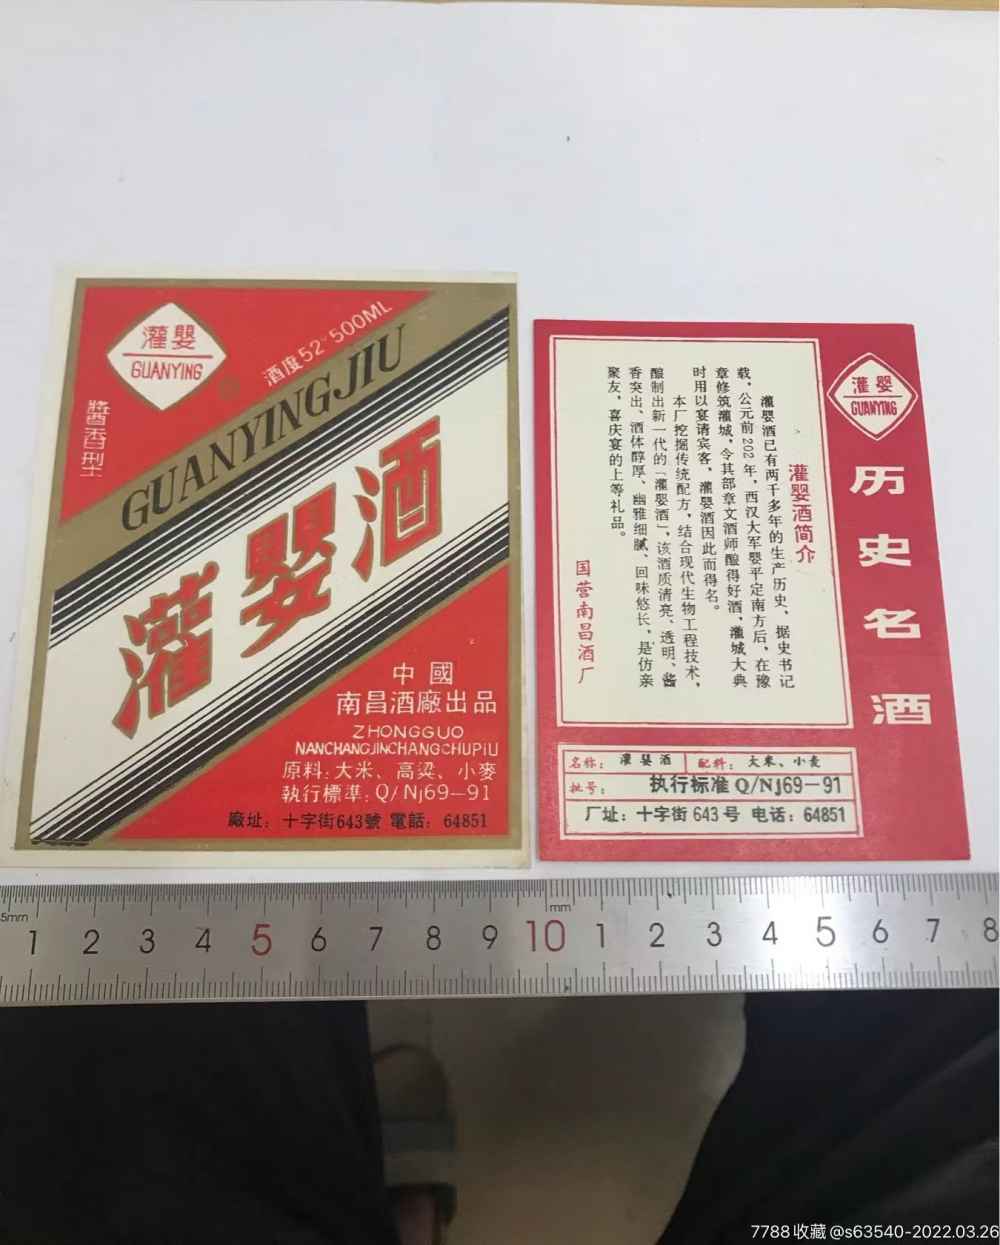 灌嬰
GUANYING
酒度52° 500ML
醬香型
GUANYING JIU
灌嬰酒
中國
南昌酒廠出品
ZHONGGUO
NANCHANGJINCHANGCHUPIU
原料:大米、高粱、小麥
執行標準:Q/Nj69—91
廠址:十字街643號 電話:64851
灌婴
GUANYING
历史名酒
灌婴酒简介
灌婴酒已有两千多年的生产历史、据史书记
载,公元前202年,西汉大军婴平定南方后,在豫
章修筑灌城,令其部章文酒师酿得好酒,灌城大典
时用以宴请宾客,灌婴酒因此而得名。
本厂挖掘传统配方,结合现代生物工程技术,
酿制出新一代的「灌婴酒」,该酒质清亮、透明、酱
香突出、酒体醇厚、幽雅细腻、回味悠长,是仿亲
聚友,喜庆宴的上等礼品。
国营南昌酒厂
名称: 灌婴酒 配料: 大米、小麦
批号: 执行标准Q/Nj69—91
厂址:十字街643号 电话:64851
5mm
mm
1 2 3 4 5 6 7 8 9 10 1 2 3 4 5 6 7 8
7788收藏@s63540-2022.03.26